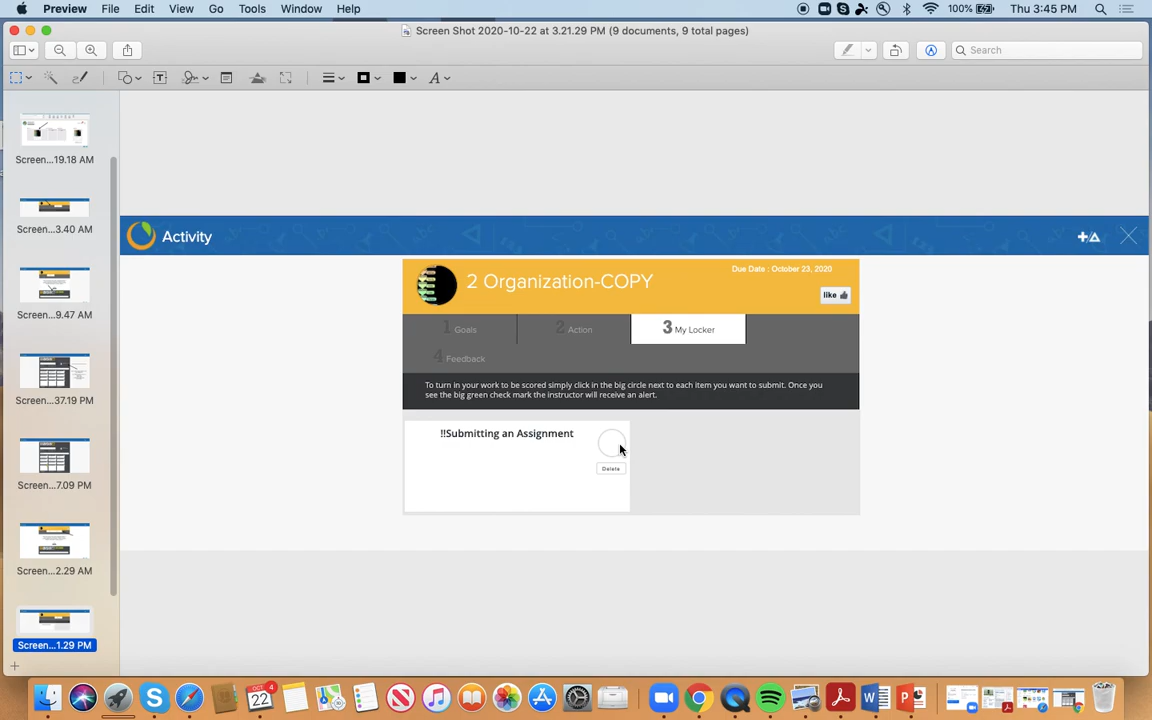 Preview File Edit View Go Tools Window Help 100% Thu 3:45 PM
Screen Shot 2020-10-22 at 3.21.29 PM (9 documents, 9 total pages)
Search
T A
Screen...19.18 AM
Screen...3.40 AM
Screen...9.47 AM
Screen...37.19 PM
Screen...7.09 PM
Screen...2.29 AM
Screen...1.29 PM
Activity
2 Organization-COPY
Due Date : October 23, 2020
like
1 Goals 2 Action 3 My Locker
4 Feedback
To turn in your work to be scored simply click in the big circle next to each item you want to submit. Once you
see the big green check mark the instructor will receive an alert.
!!Submitting an Assignment
Delete
OCT 4
22